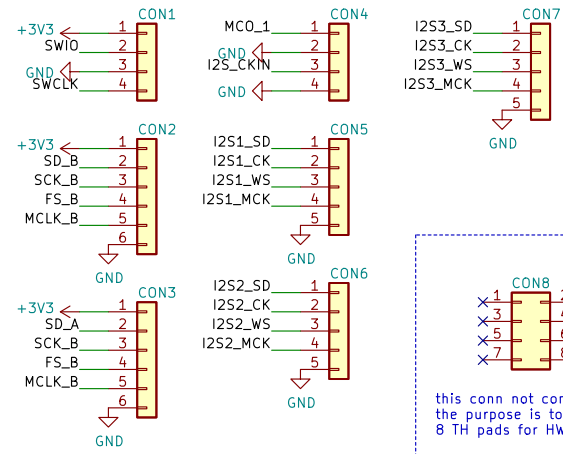 CON1
+3V3 1
SWIO 2
GND 3
SWCLK 4
CON2
+3V3 1
SD_B 2
SCK_B 3
FS_B 4
MCLK_B 5
6
GND
CON3
+3V3 1
SD_A 2
SCK_B 3
FS_B 4
MCLK_B 5
6
GND
CON4
MCO_1 1
GND 2
I2S_CKIN 3
GND 4
CON5
I2S1_SD 1
I2S1_CK 2
I2S1_WS 3
I2S1_MCK 4
5
GND
CON6
I2S2_SD 1
I2S2_CK 2
I2S2_WS 3
I2S2_MCK 4
5
GND
CON7
I2S3_SD 1
I2S3_CK 2
I2S3_WS 3
I2S3_MCK 4
5
GND
CON8
1
3
5
7
this conn not
the purpose is to
8 TH pads for HW